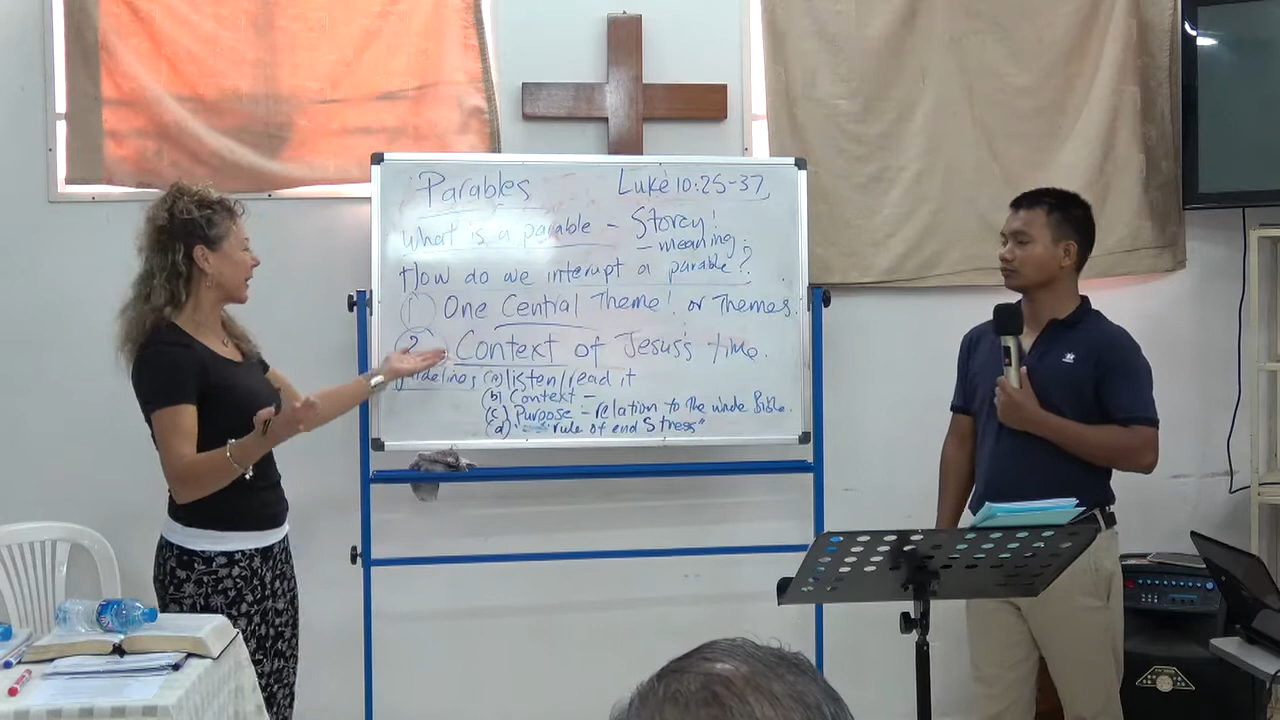 Parables Luke 10:25-37
What is a parable - Storey!
- meaning.
How do we interupt a parable?
① One Central Theme! or Themes.
② Context of Jesus's time.
guidelines (a) listen/read it
(b) Context -
(c) Purpose - relation to the whole Bible.
(d) " rule of end Stress"